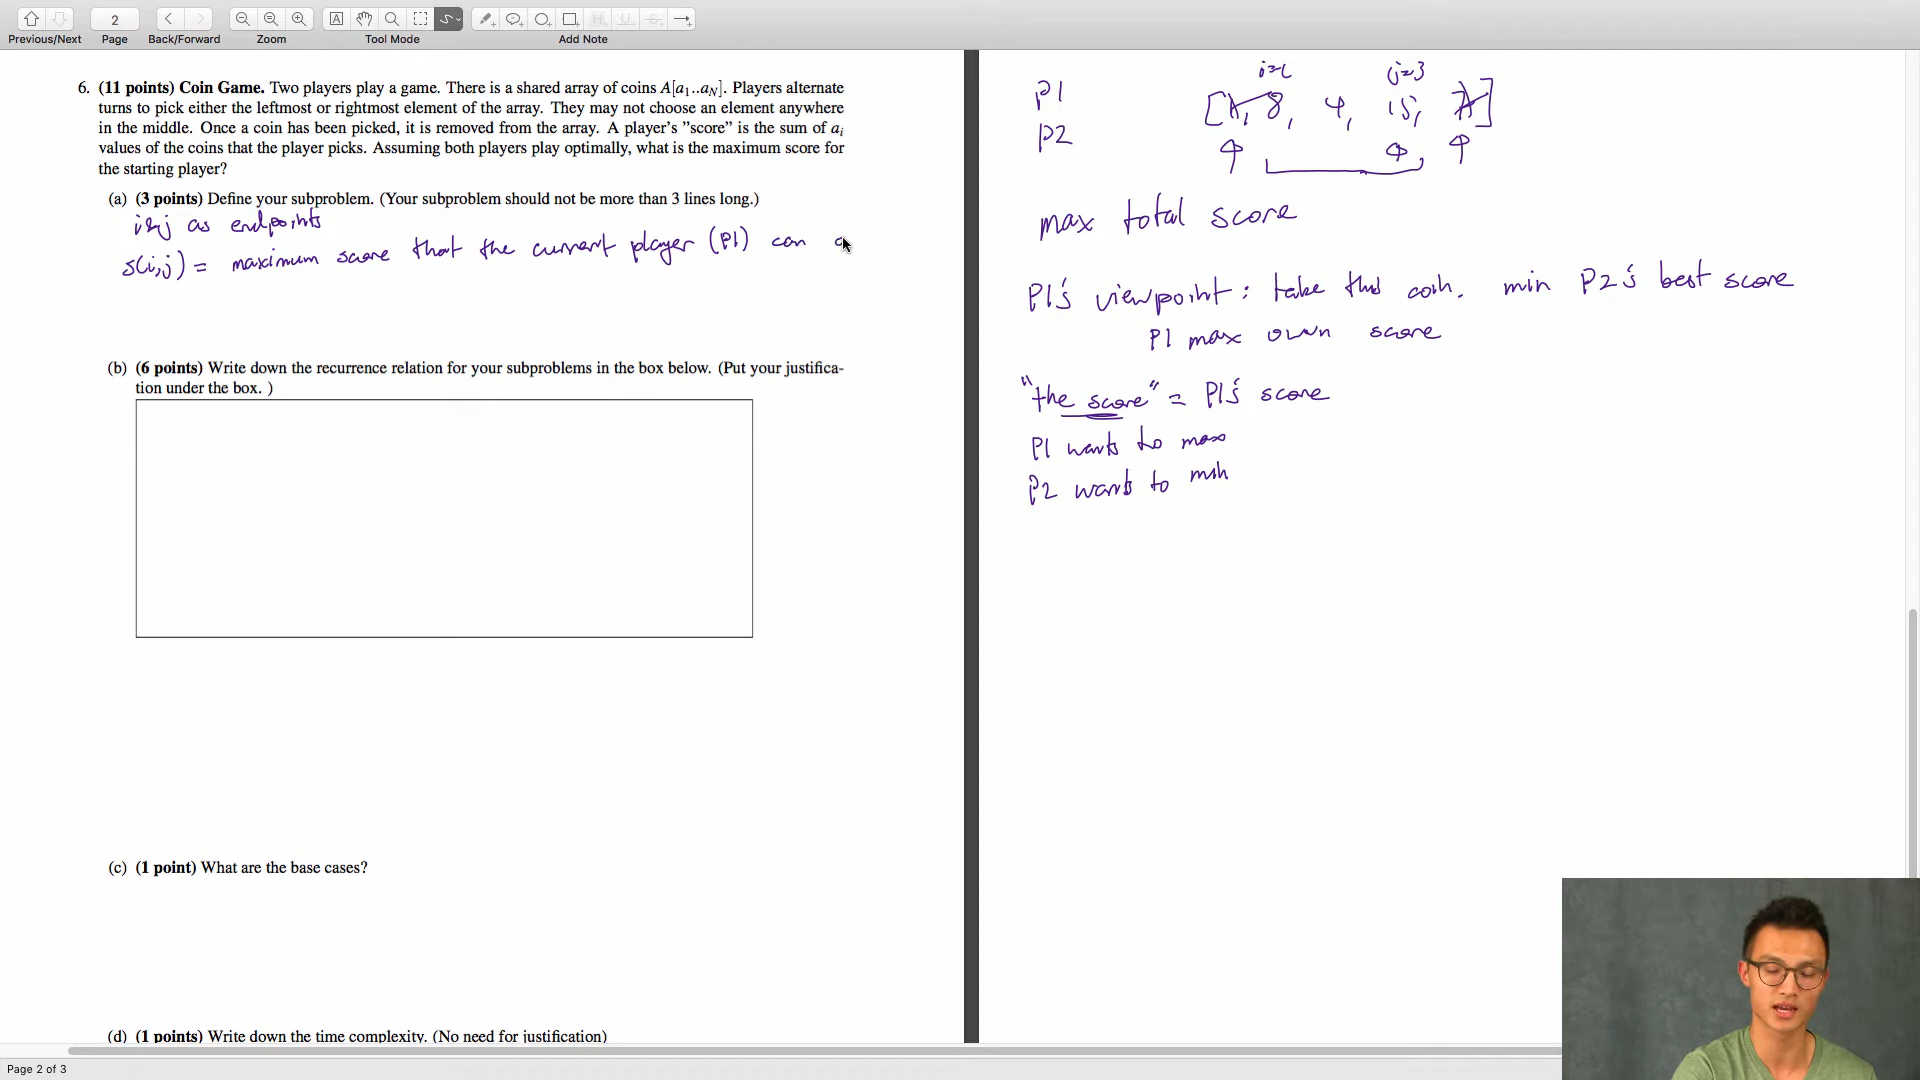 2
Previous/Next Page Back/Forward Zoom Tool Mode Add Note
6. (11 points) Coin Game. Two players play a game. There is a shared array of coins A[a₁..a_N]. Players alternate
turns to pick either the leftmost or rightmost element of the array. They may not choose an element anywhere
in the middle. Once a coin has been picked, it is removed from the array. A player's ”score” is the sum of aᵢ
values of the coins that the player picks. Assuming both players play optimally, what is the maximum score for
the starting player?
(a) (3 points) Define your subproblem. (Your subproblem should not be more than 3 lines long.)
i & j as endpoints
s(i,j) = maximum score that the current player (P1) can
(b) (6 points) Write down the recurrence relation for your subproblems in the box below. (Put your justifica-
tion under the box. )
(c) (1 point) What are the base cases?
(d) (1 points) Write down the time complexity. (No need for justification)
j=3
P1
8, 4, 15,
P2
max total score
P1's viewpoint: take this coin. min P2's best score
P1 max own score
"the score" = P1's score
P1 wants to max
P2 wants to min
Page 2 of 3